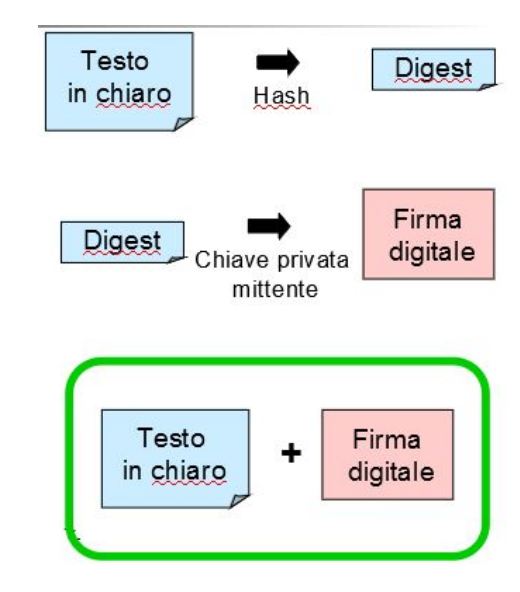 Testo
in chiaro
Hash
Digest
Digest
Chiave privata
mittente
Firma
digitale
Testo
in chiaro
+
Firma
digitale